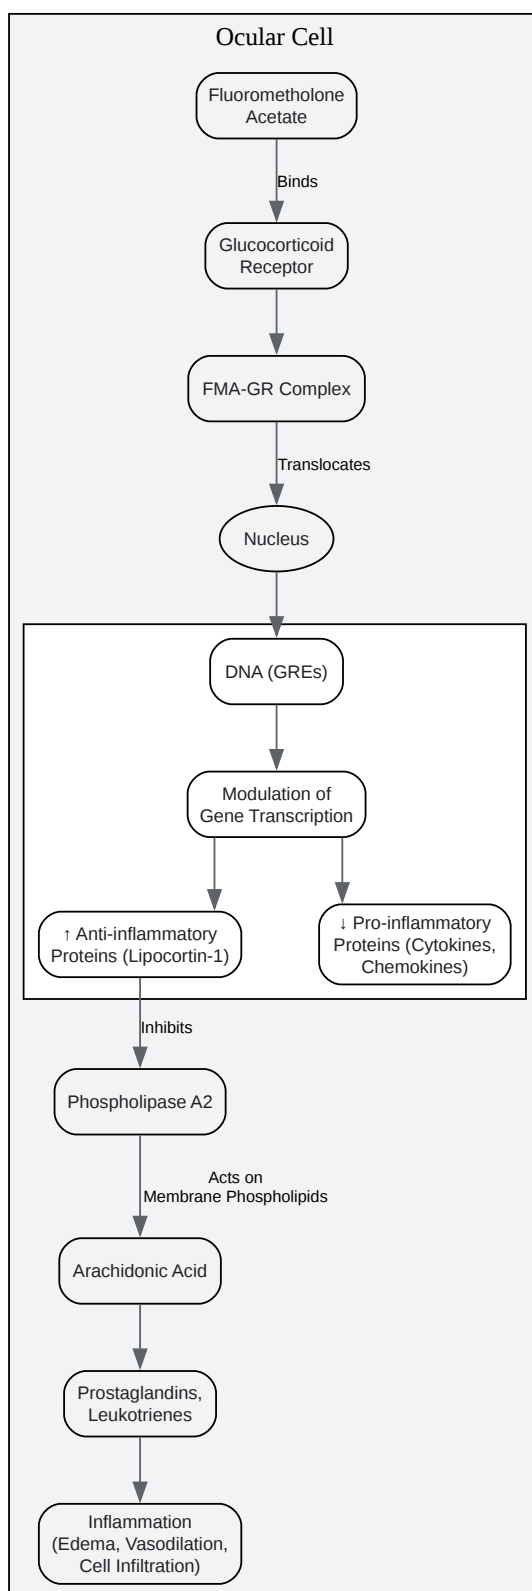 Ocular Cell
Fluorometholone
Acetate
Binds
Glucocorticoid
Receptor
FMA-GR Complex
Translocates
Nucleus
DNA (GREs)
Modulation of
Gene Transcription
↑ Anti-inflammatory
Proteins (Lipocortin-1)
↓ Pro-inflammatory
Proteins (Cytokines,
Chemokines)
Inhibits
Phospholipase A2
Acts on
Membrane Phospholipids
Arachidonic Acid
Prostaglandins,
Leukotrienes
Inflammation
(Edema, Vasodilation,
Cell Infiltration)